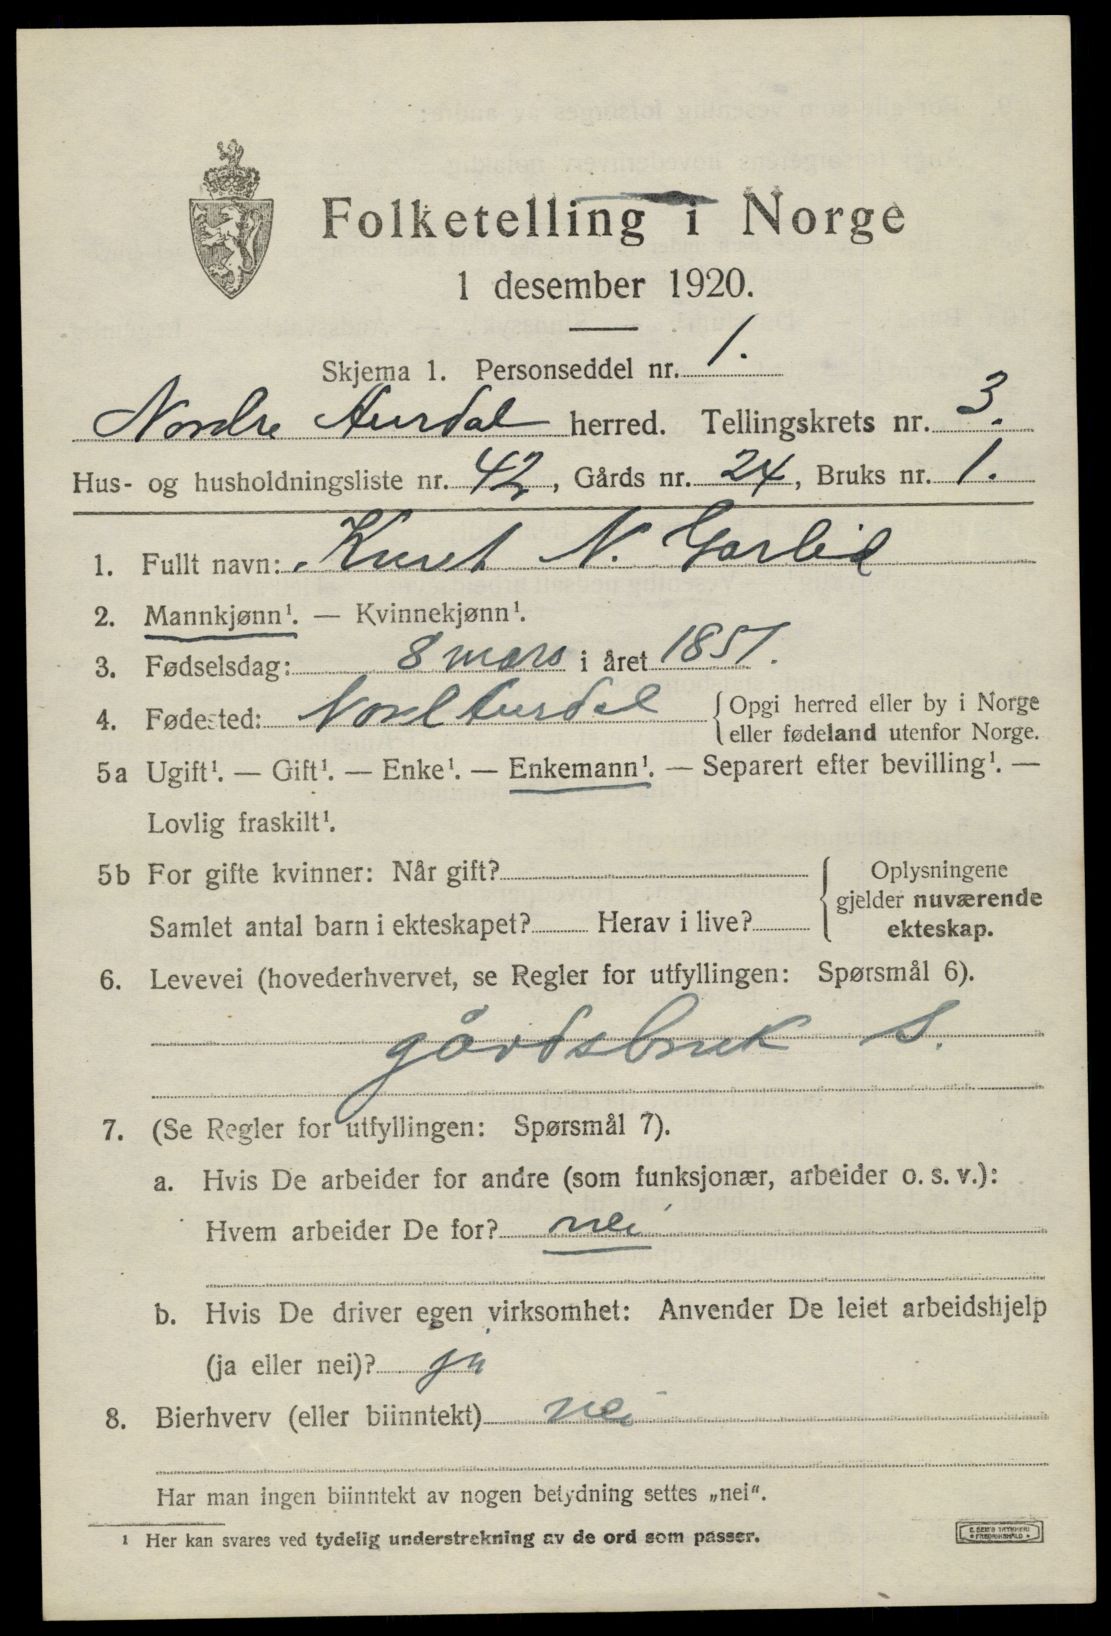 Folketelling i Norge
1 desember 1920.
Skjema 1. Personseddel nr. 1.
Nordre Aurdal herred. Tellingskrets nr. 3.
Hus- og husholdningsliste nr. 42, Gårds nr. 24, Bruks nr. 1.
1. Fullt navn: Knut N. Garlid
2. Mannkjønn¹. — Kvinnekjønn¹.
3. Fødselsdag: 8 mars i året 1851.
4. Fødested: Nord Aurdal { Opgi herred eller by i Norge
eller fødeland utenfor Norge.
5a Ugift¹. — Gift¹. — Enke¹. — Enkemann¹. — Separert efter bevilling¹. —
Lovlig fraskilt¹.
5b For gifte kvinner: Når gift? { Oplysningene
gjelder nuværende
Samlet antal barn i ekteskapet? Herav i live? ekteskap.
6. Levevei (hovederhvervet, se Regler for utfyllingen: Spørsmål 6).
gårdsbruk S.
7. (Se Regler for utfyllingen: Spørsmål 7).
a. Hvis De arbeider for andre (som funksjonær, arbeider o. s. v.):
Hvem arbeider De for? nei
b. Hvis De driver egen virksomhet: Anvender De leiet arbeidshjelp
(ja eller nei)? ja
8. Bierhverv (eller biinntekt) nei
Har man ingen biinntekt av nogen betydning settes „nei“.
¹ Her kan svares ved tydelig understrekning av de ord som passer.